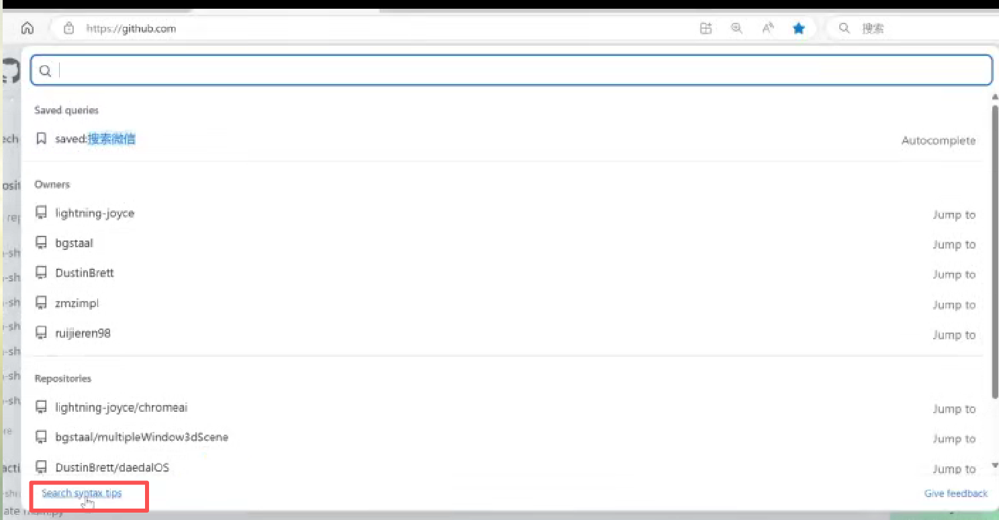 https://github.com
搜索
Saved queries
saved:搜索微信 Autocomplete
Owners
lightning-joyce Jump to
bgstaal Jump to
DustinBrett Jump to
zmzimpl Jump to
ruijieren98 Jump to
Repositories
lightning-joyce/chromeai Jump to
bgstaal/multipleWindow3dScene Jump to
DustinBrett/daedalOS Jump to
Search syntax tips Give feedback